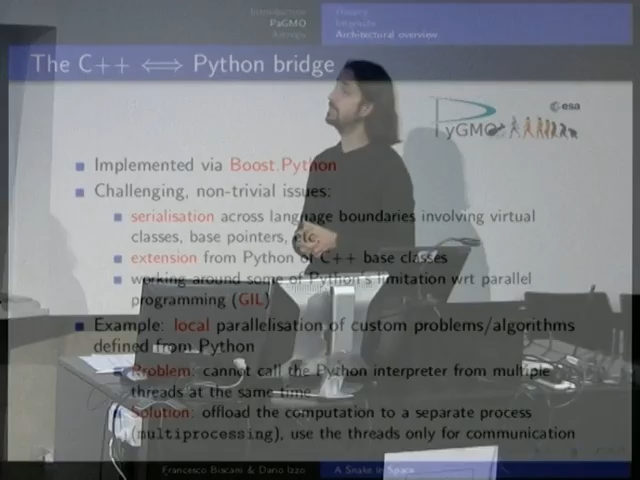 Introduction
PaGMO
History
Internals
Architectural overview
The C++ ⟺ Python bridge
esa
PyGMO
Implemented via Boost.Python
Challenging, non-trivial issues:
serialisation across language boundaries involving virtual
classes, base pointers, etc.
extension from Python of C++ base classes
working around some of Python's limitation wrt parallel
programming (GIL)
Example: local parallelisation of custom problems/algorithms
defined from Python
Problem: cannot call the Python interpreter from multiple
threads at the same time
Solution: offload the computation to a separate process
(multiprocessing), use the threads only for communication
Francesco Biscani & Dario Izzo
A Snake in Space